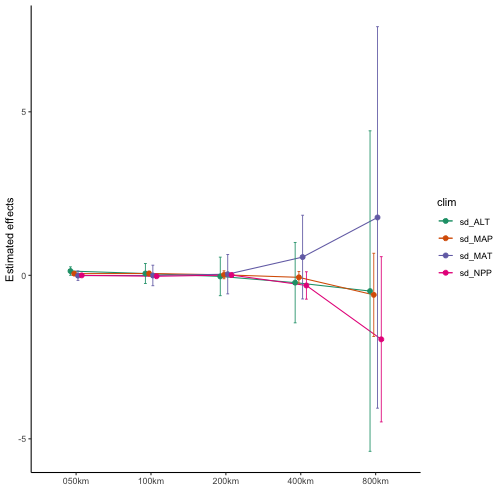 Estimated effects
5
0
-5
050km
100km
200km
400km
800km
clim
sd_ALT
sd_MAP
sd_MAT
sd_NPP